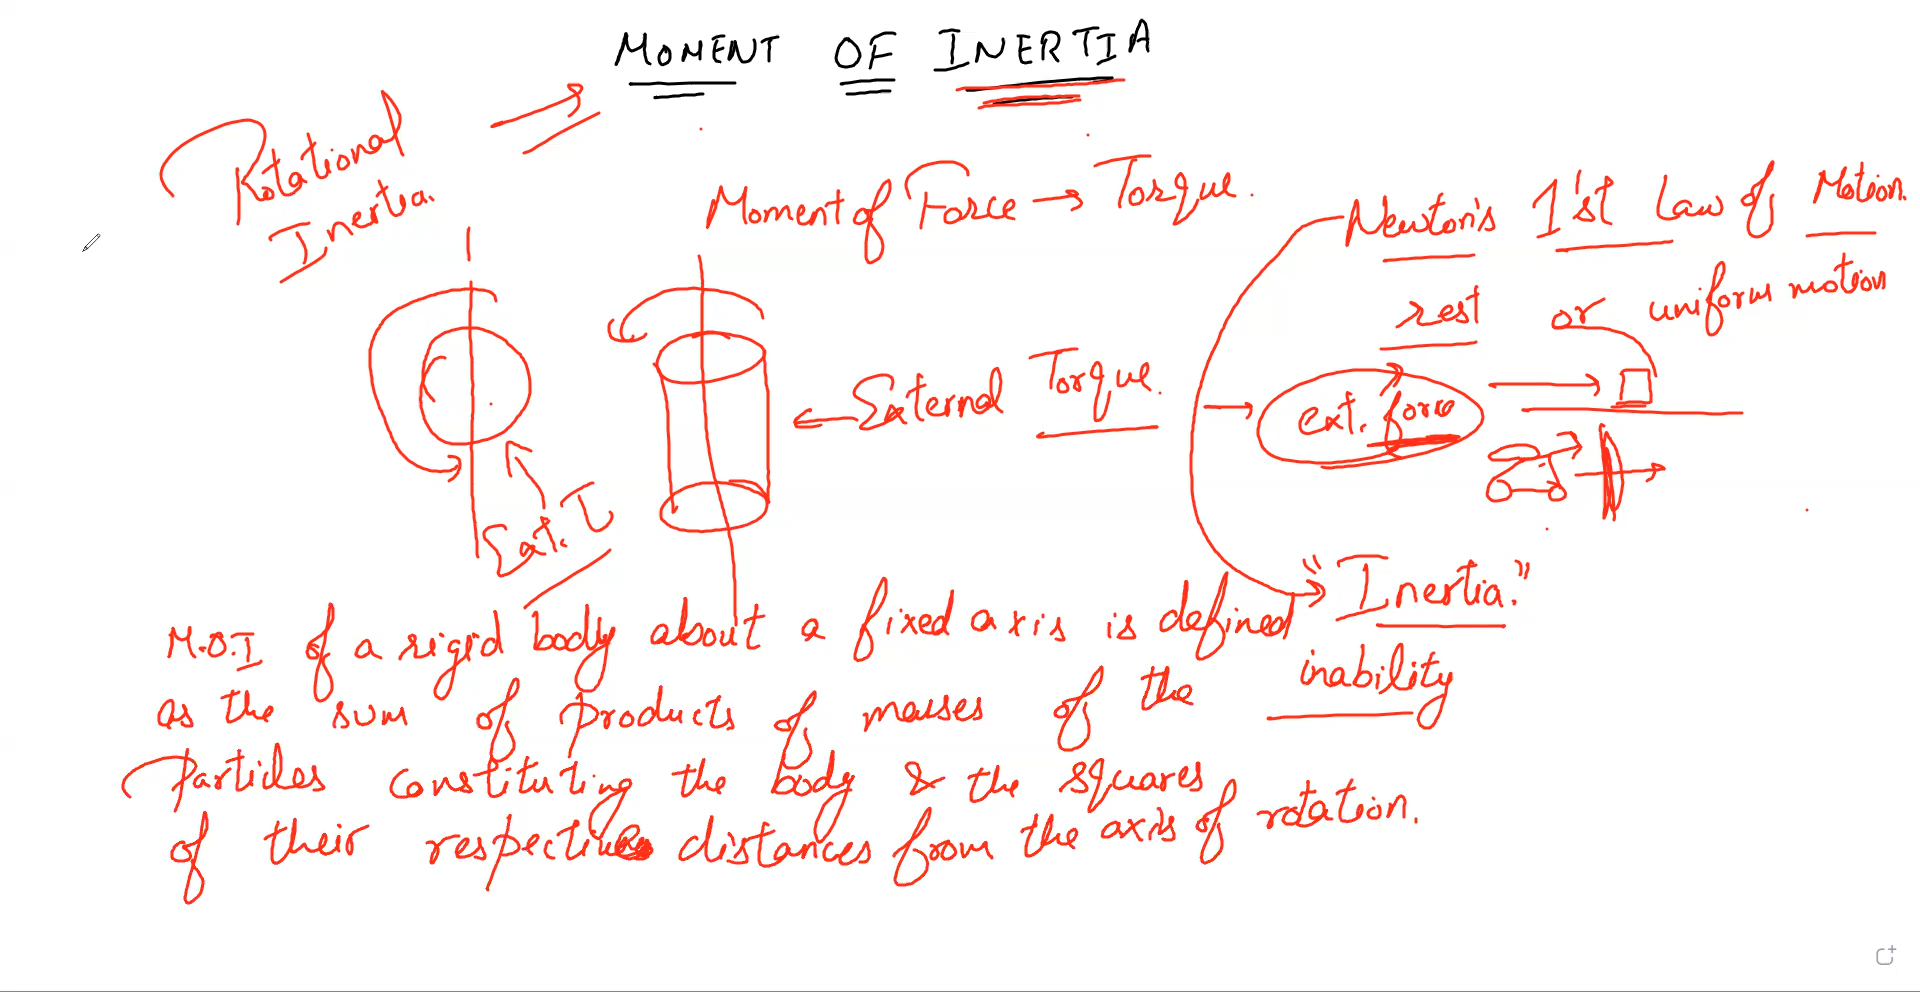 MOMENT OF INERTIA
Rotational
Inertia.
Moment of Force → Torque.
Newton's 1'st Law of Motion.
rest or uniform motion
External Torque.
ext. force
Ext. T
"Inertia."
inability
M.O.I of a rigid body about a fixed axis is defined
as the sum of products of masses of the
Particles constituting the body & the squares
of their respective distances from the axis of rotation.